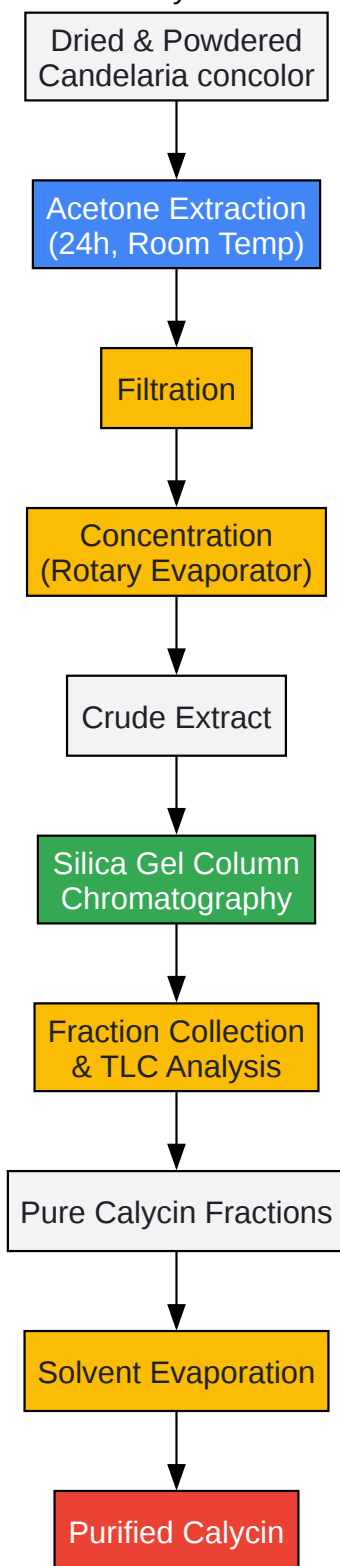 Dried & Powdered
Candelaria concolor
Acetone Extraction
(24h, Room Temp)
Filtration
Concentration
(Rotary Evaporator)
Crude Extract
Silica Gel Column
Chromatography
Fraction Collection
& TLC Analysis
Pure Calycin Fractions
Solvent Evaporation
Purified Calycin